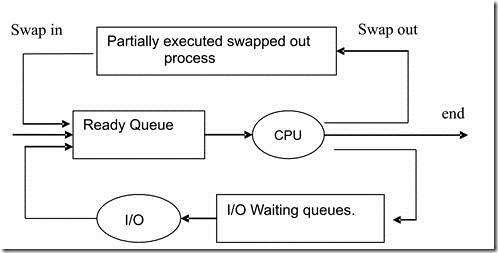 Swap in
Swap out
Partially executed swapped out
process
Ready Queue
CPU
end
I/O
I/O Waiting queues.